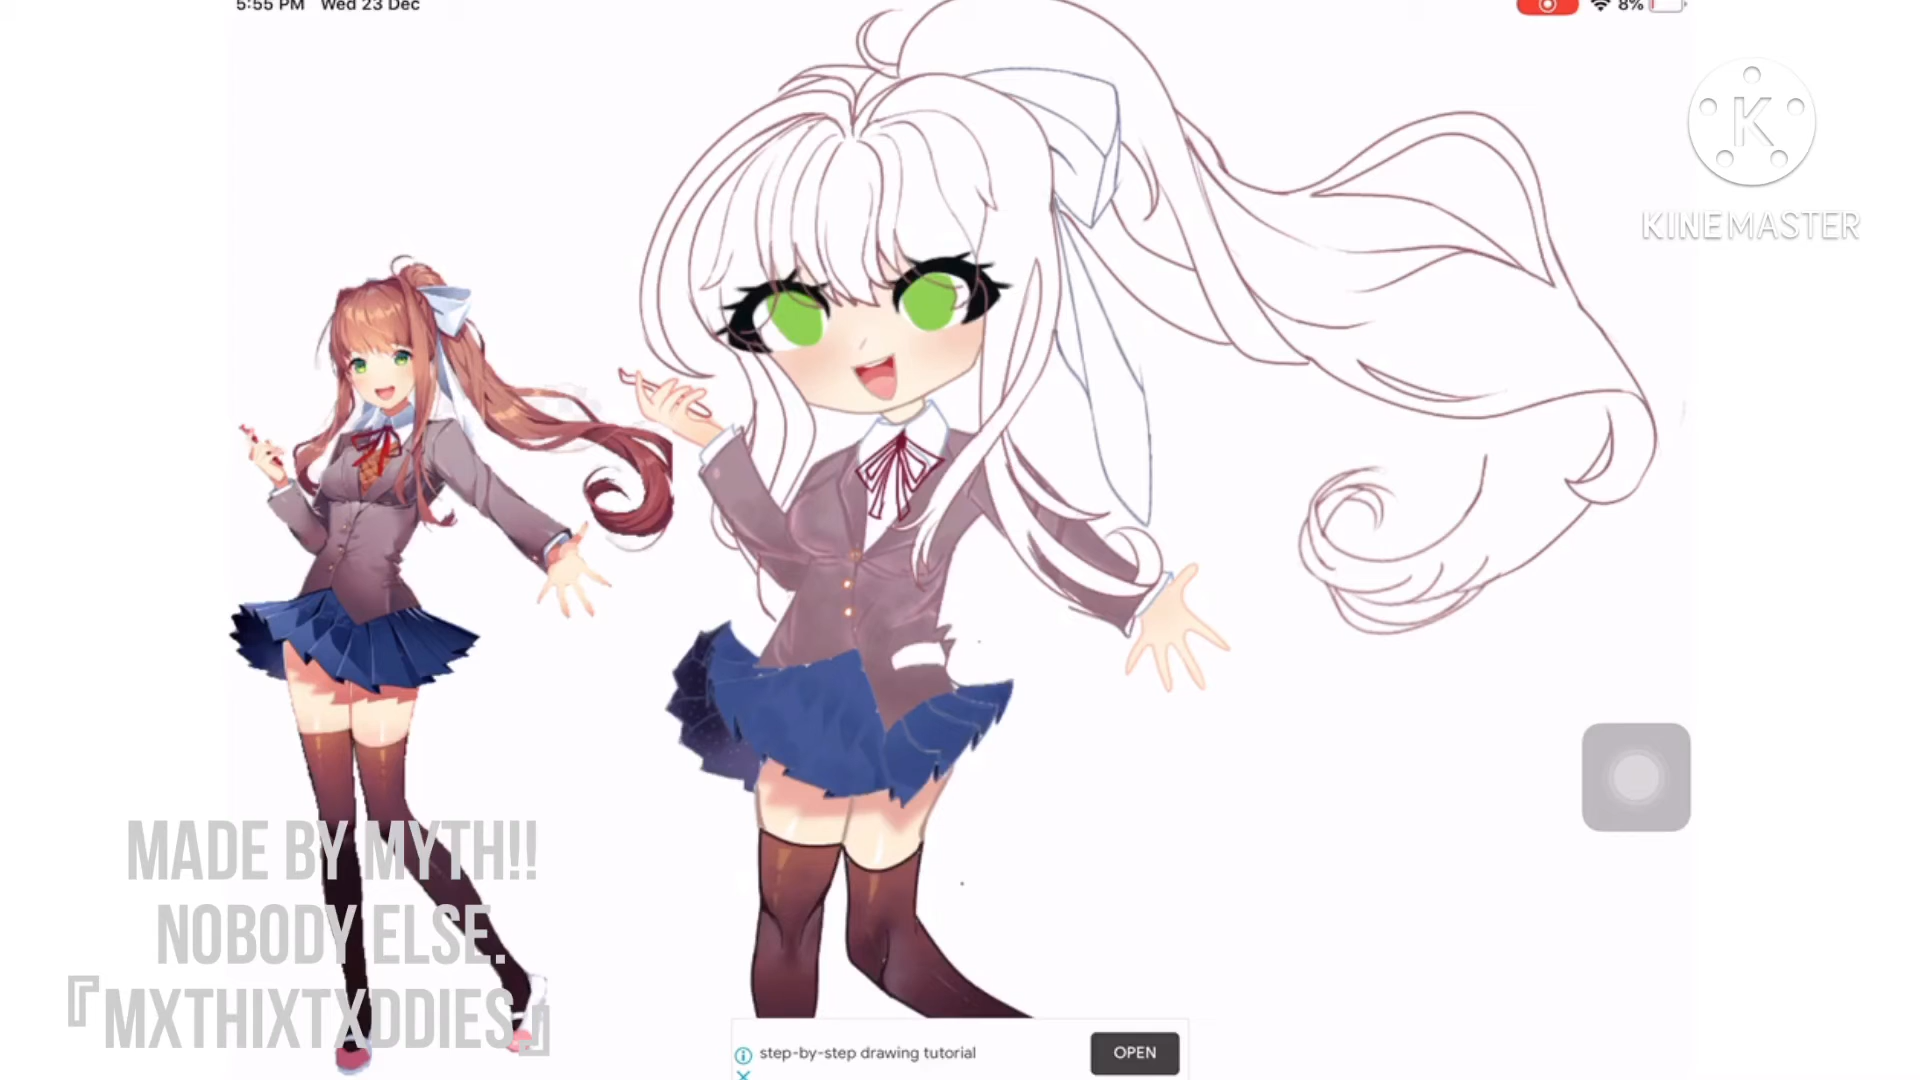 5:55 PM Wed 23 Dec
8%
K
KINEMASTER
MADE BY MYTH!!
NOBODY ELSE.
『MXTHIXTXDDIES』
step-by-step drawing tutorial
OPEN